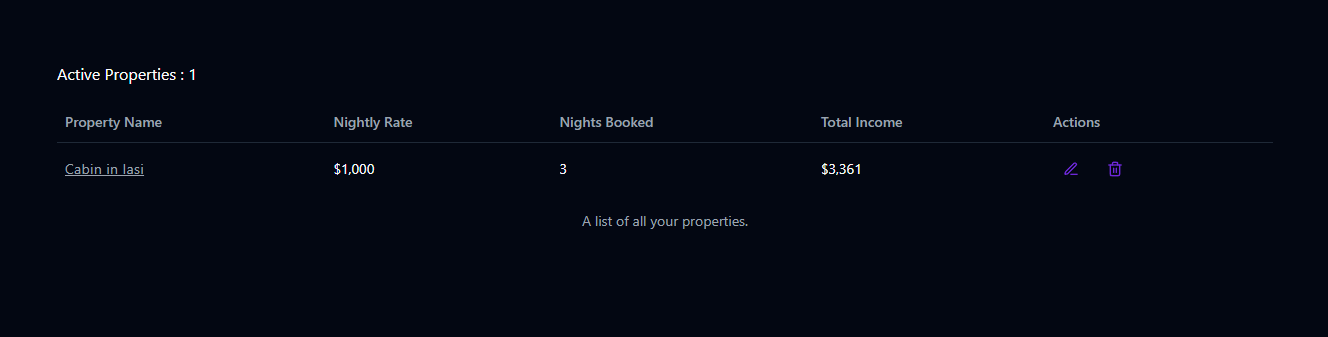 Active Properties : 1
Property Name Nightly Rate Nights Booked Total Income Actions
Cabin in Iasi $1,000 3 $3,361
A list of all your properties.